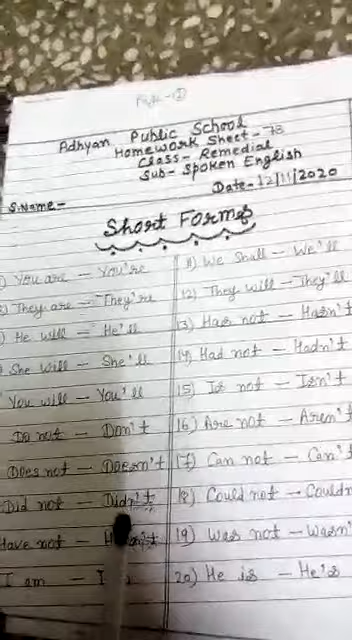 Adhyan Public School
Homework Sheet - 78
Class - Remedial
Sub - Spoken English
Date - 12/11/2020
S.Name -
Short Forms
You are - You're
They are - They're
He will - He'll
She will - She'll
You will - You'll
Do not - Don't
Does not - Doesn't
Did not - Didn't
Have not -
I am -
11) We shall - We'll
12) They will - They'll
13) Has not - Hasn't
14) Had not - Hadn't
15) Is not - Isn't
16) Are not - Aren't
17) Can not - Can't
18) Could not - Couldn
19) Was not - Wasn'
20) He is - He's